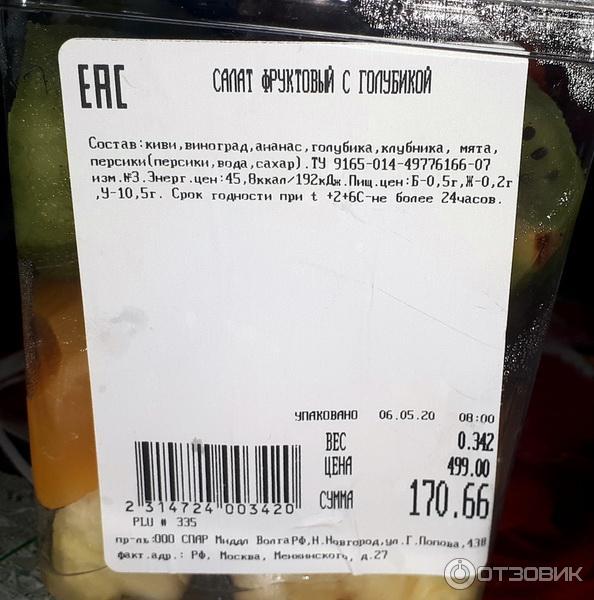 EAC
САЛАТ ФРУКТОВЫЙ С ГОЛУБИКОЙ
Состав:киви,виноград,ананас,голубика,клубника, мята,
персики(персики,вода,сахар).ТУ 9165-014-49776166-07
изм.№3.Энерг.цен:45,8ккал/192кДж.Пищ.цен:Б-0,5г,Ж-0,2г
,У-10,5г. Срок годности при t +2+6С-не более 24часов.
УПАКОВАНО 06.05.20 08:00
ВЕС 0.342
ЦЕНА 499.00
СУММА 170.66
2 314724 003420
PLU # 335
пр-ль:ООО СПАР Миддл ВолгаРФ,Н.Новгород,ул.Г.Попова,43В
факт.адр.: РФ, Москва, Менжинского, д.27
ОТЗОВИК